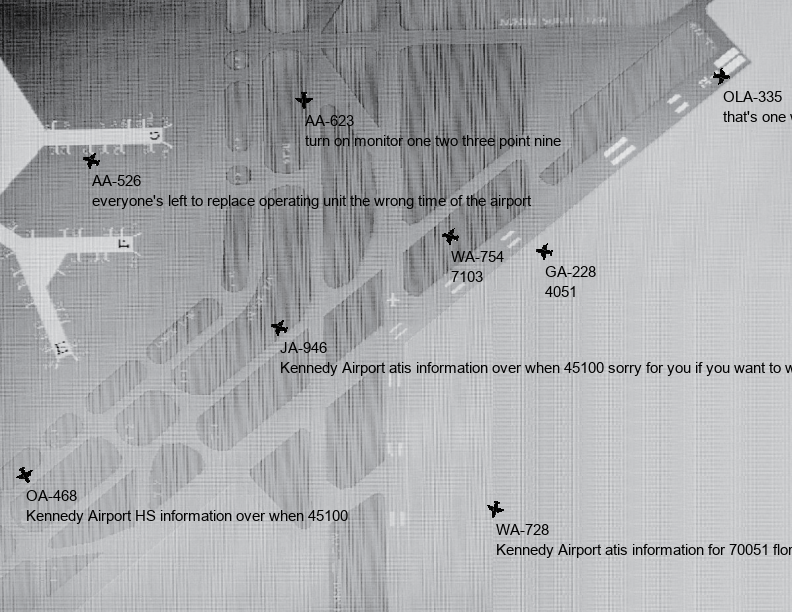 OLA-335
that's one
AA-623
turn on monitor one two three point nine
AA-526
everyone's left to replace operating unit the wrong time of the airport
WA-754
7103
GA-228
4051
JA-946
Kennedy Airport atis information over when 45100 sorry for you if you want to w
OA-468
Kennedy Airport HS information over when 45100
WA-728
Kennedy Airport atis information for 70051 flor